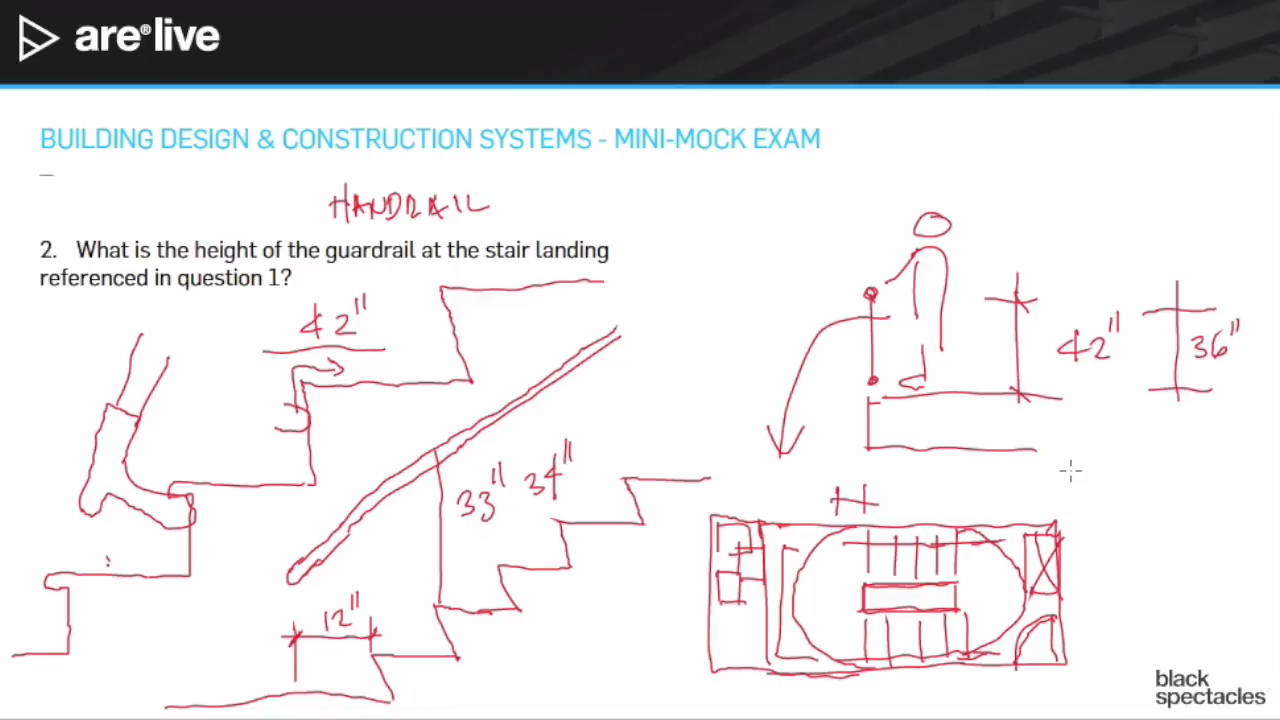 are®live
BUILDING DESIGN & CONSTRUCTION SYSTEMS - MINI-MOCK EXAM
HANDRAIL
2. What is the height of the guardrail at the stair landing
referenced in question 1?
42"
42"
36"
33" 34"
12"
black
spectacles